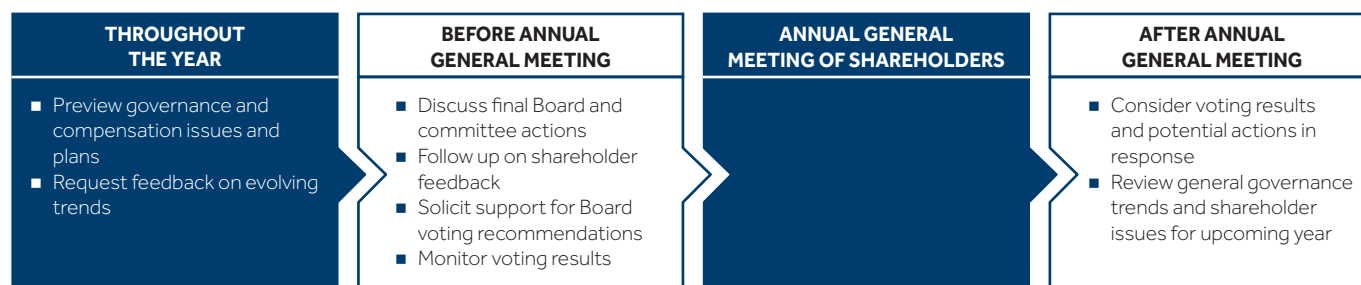 THROUGHOUT
THE YEAR
■ Preview governance and
compensation issues and
plans
■ Request feedback on evolving
trends
BEFORE ANNUAL
GENERAL MEETING
■ Discuss final Board and
committee actions
■ Follow up on shareholder
feedback
■ Solicit support for Board
voting recommendations
■ Monitor voting results
ANNUAL GENERAL
MEETING OF SHAREHOLDERS
AFTER ANNUAL
GENERAL MEETING
■ Consider voting results
and potential actions in
response
■ Review general governance
trends and shareholder
issues for upcoming year